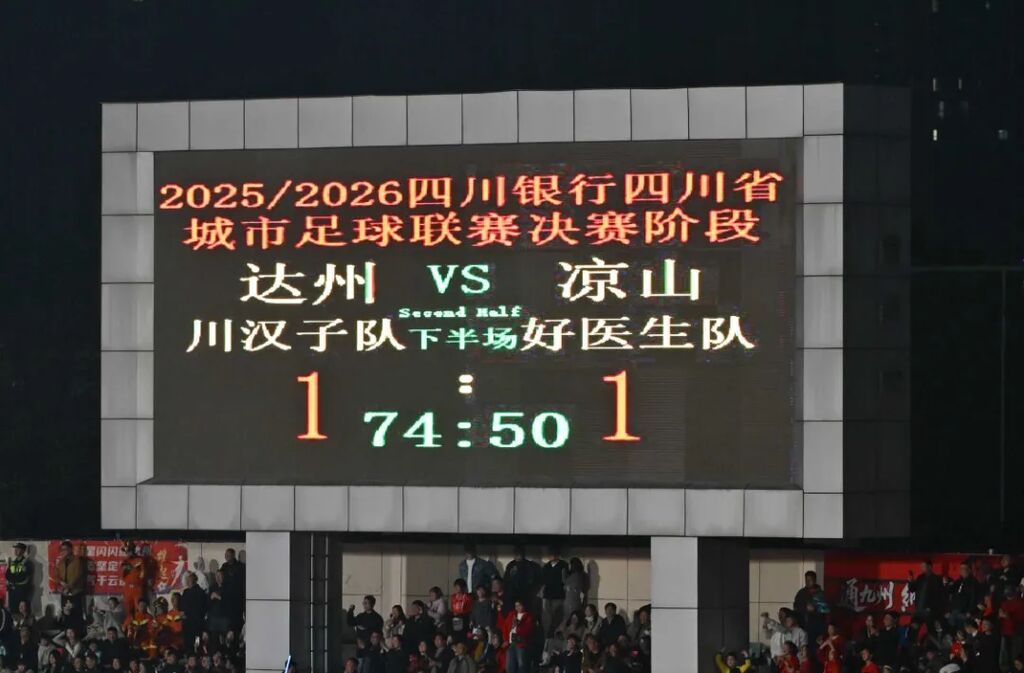 2025/2026四川银行四川省
城市足球联赛决赛阶段
达州 VS 凉山
Second Half
川汉子队 下半场 好医生队
1 : 1
74:50